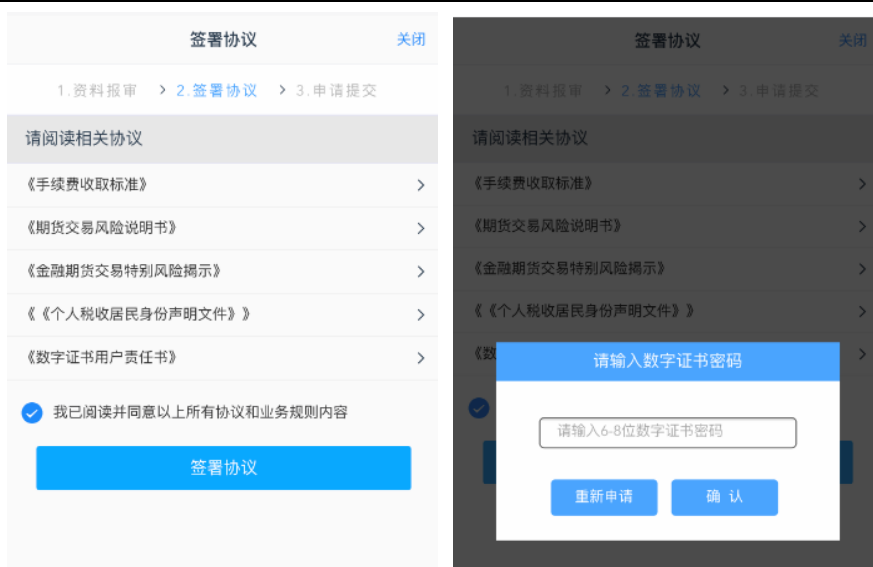 签署协议
关闭
1.资料报审 > 2.签署协议 > 3.申请提交
请阅读相关协议
《手续费收取标准》
《期货交易风险说明书》
《金融期货交易特别风险揭示》
《《个人税收居民身份声明文件》》
《数字证书用户责任书》
我已阅读并同意以上所有协议和业务规则内容
签署协议
签署协议
关闭
1.资料报审 > 2.签署协议 > 3.申请提交
请阅读相关协议
《手续费收取标准》
《期货交易风险说明书》
《金融期货交易特别风险揭示》
《《个人税收居民身份声明文件》》
《数
请输入数字证书密码
请输入6-8位数字证书密码
重新申请
确 认